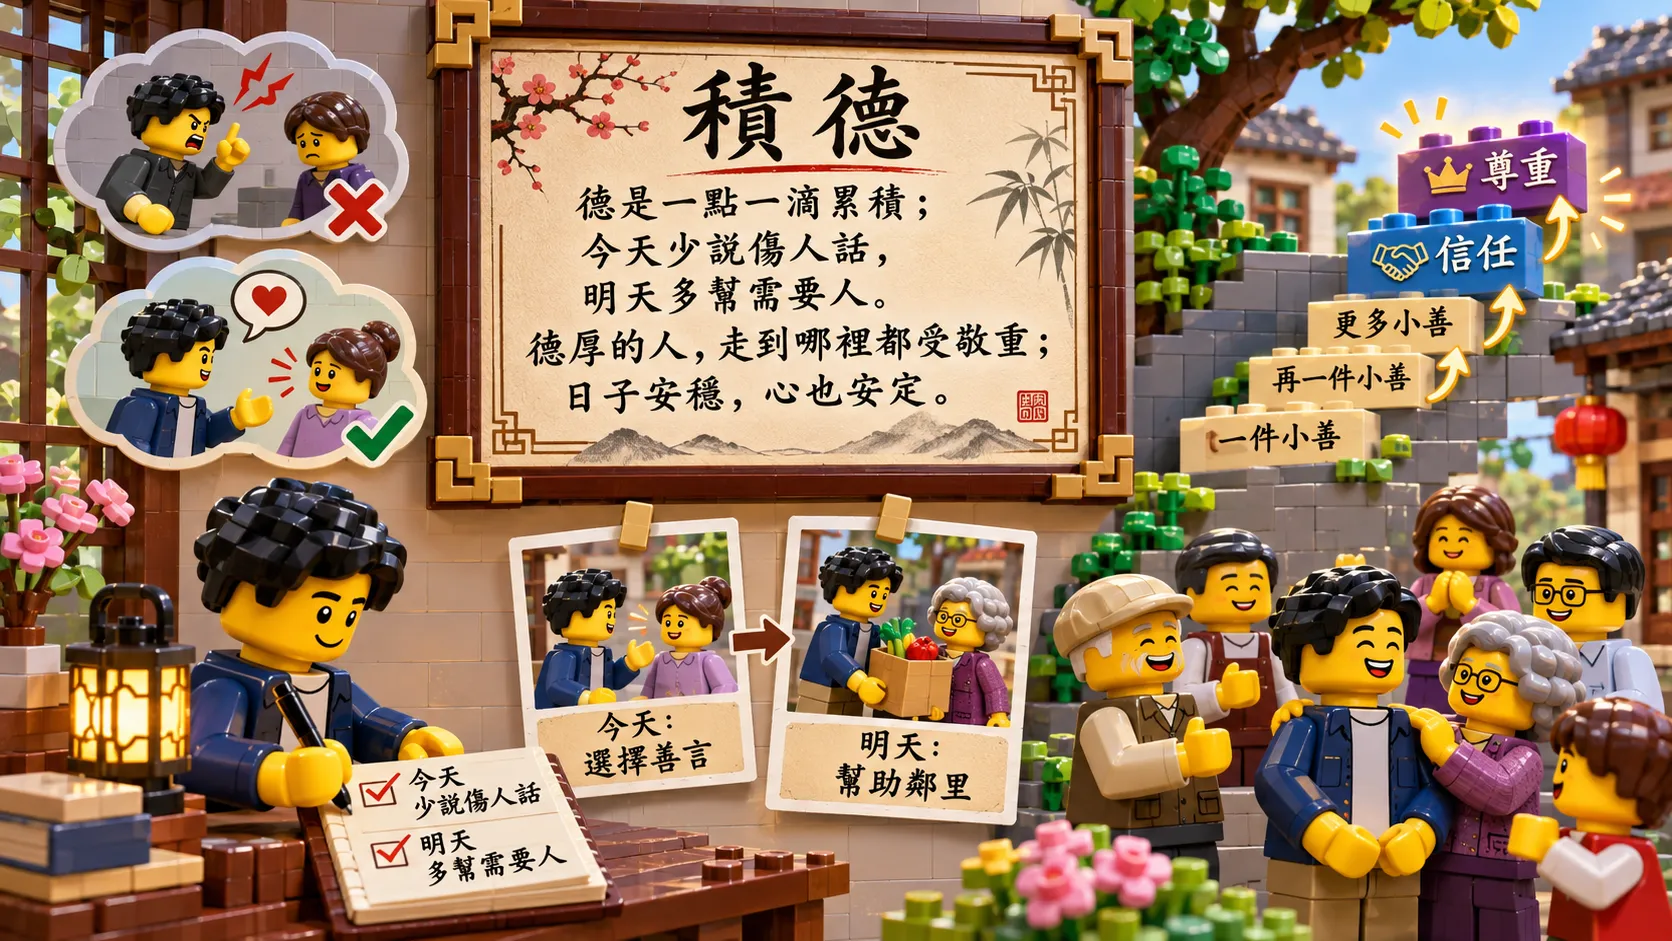 積德
德是一點一滴累積；
今天少說傷人話，
明天多幫需要人。
德厚的人，走到哪裡都受敬重；
日子安穩，心也安定。
尊重
信任
更多小善
再一件小善
一件小善
今天：
選擇善言
明天：
幫助鄰里
今天
少說傷人話
明天
多幫需要人